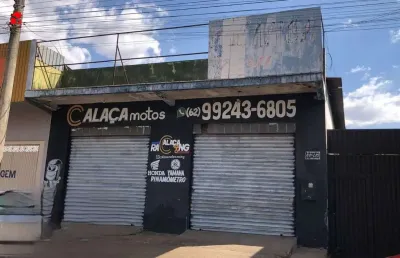 CALAÇA motos (62) 99243-6805
CALAÇA
RACING
HONDA YAMAHA
DINAMÔMETRO